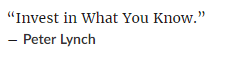 “Invest in What You Know.”
— Peter Lynch